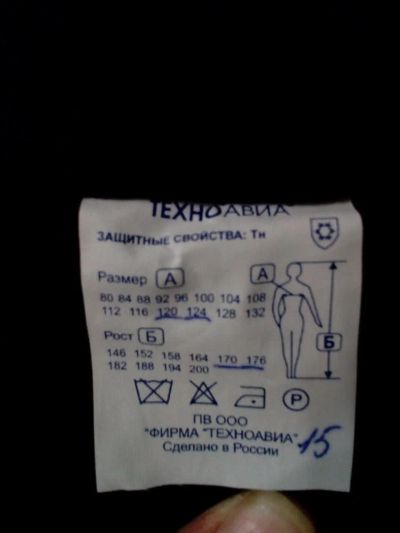 ТЕХНОАВИА
ЗАЩИТНЫЕ СВОЙСТВА: Тн
Размер А
80 84 88 92 96 100 104 108
112 116 120 124 128 132
А
Рост Б
146 152 158 164 170 176
182 188 194 200
Б
P
ПВ ООО
"ФИРМА "ТЕХНОАВИА"
Сделано в России
15